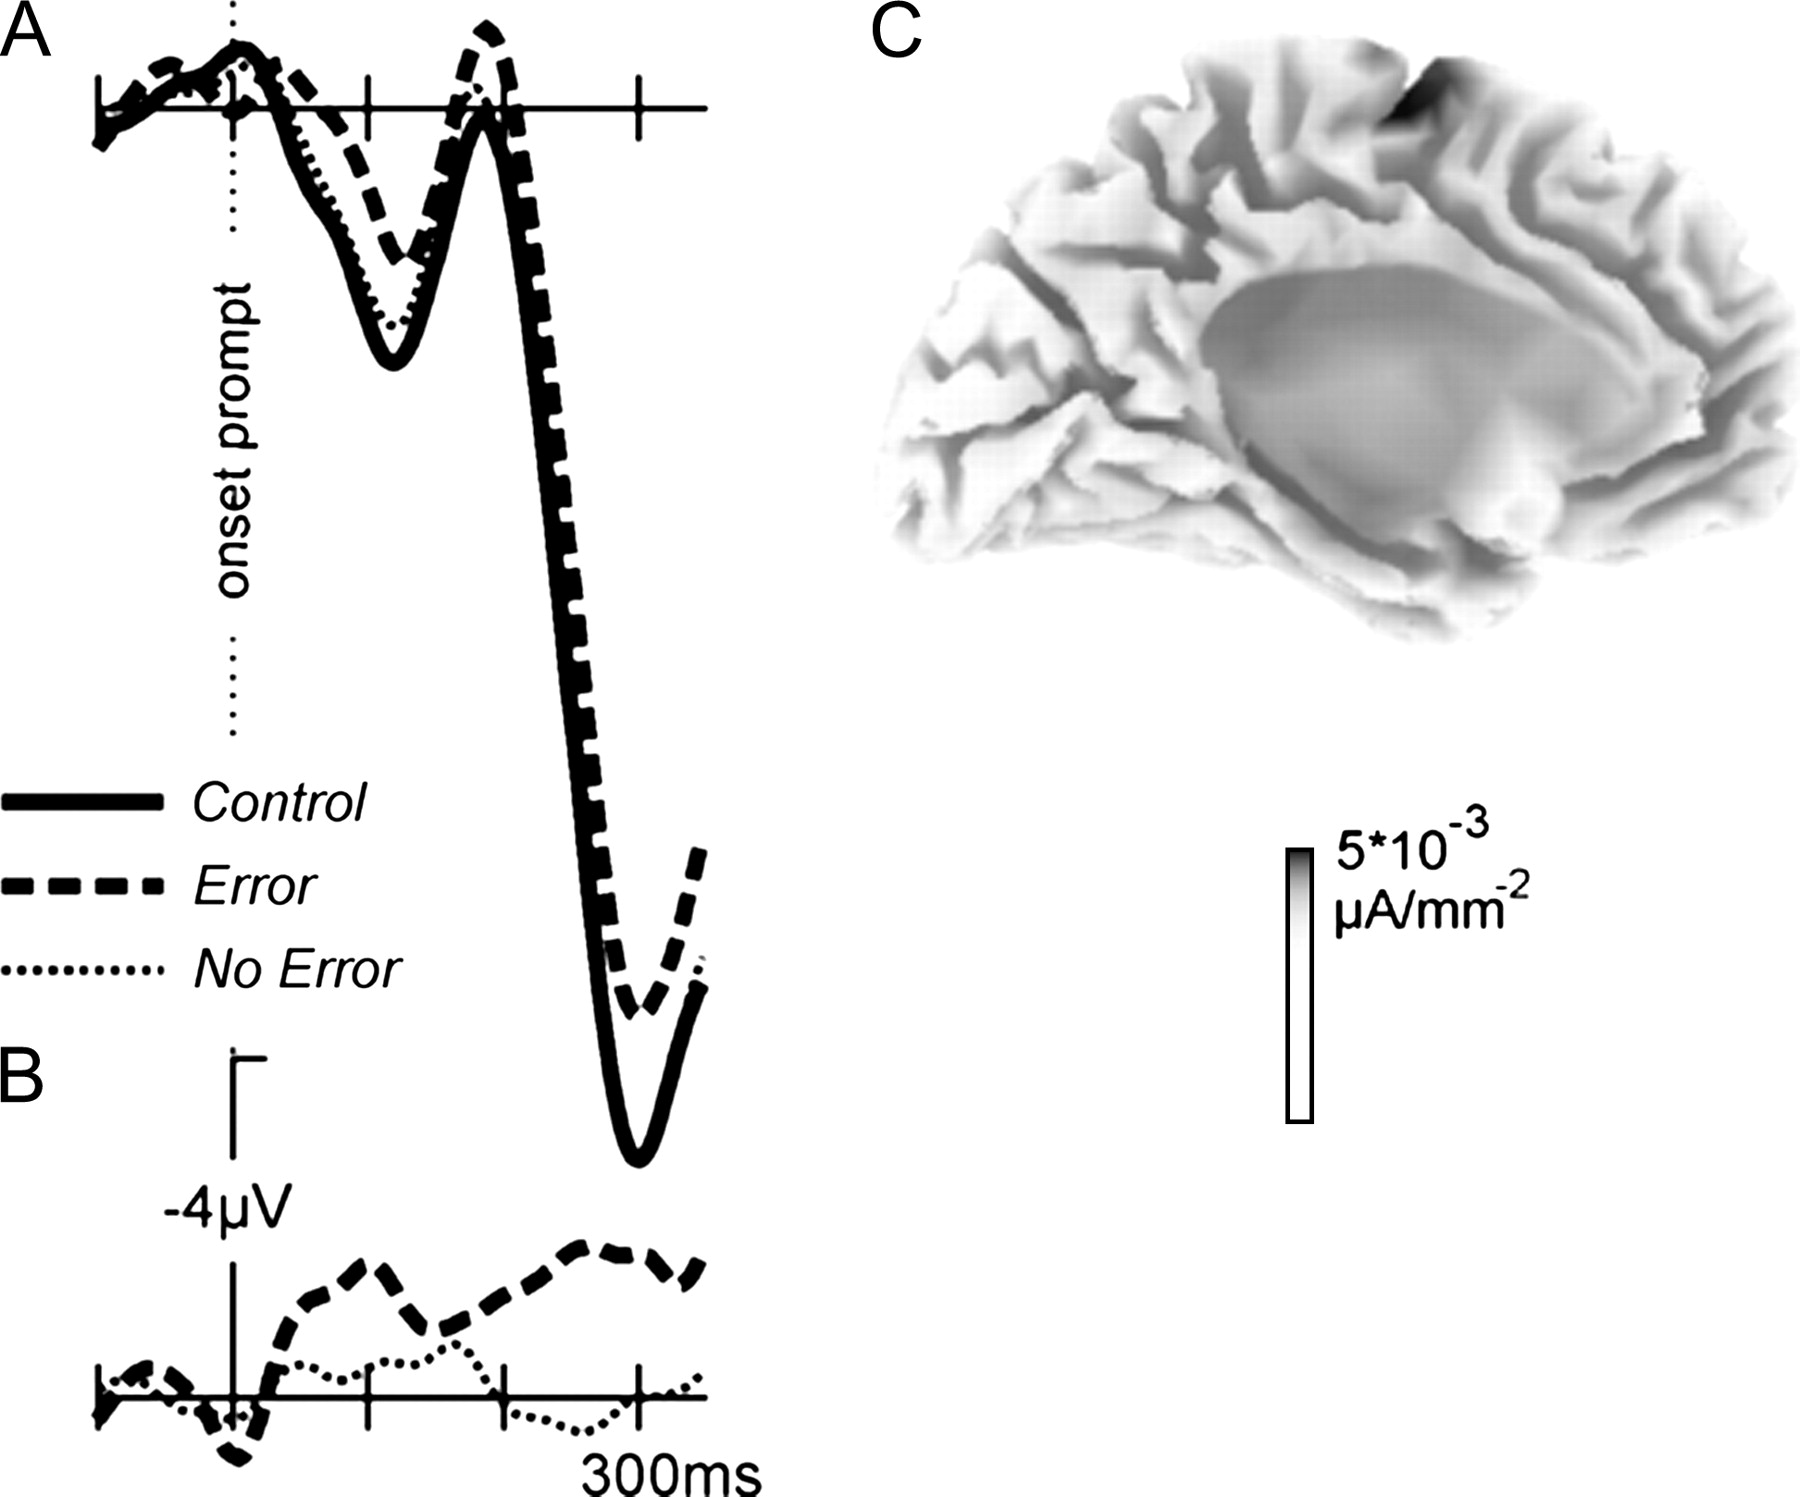 A
C
onset prompt
Control
Error
No Error
5*10-3
µA/mm-2
B
-4µV
300ms